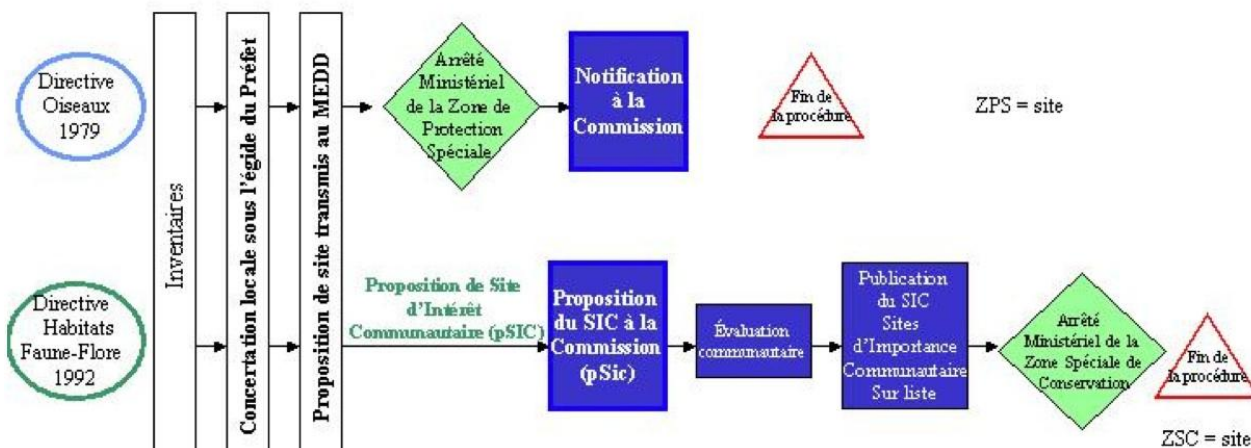 Directive
Oiseaux
1979
Directive
Habitats
Faune-Flore
1992
Inventaires
Concertation locale sous l'égide du Préfet
Proposition de site transmis au MEDD
Arrêté
Ministériel
de la Zone de
Protection
Spéciale
Notification
à la
Commission
Fin de
la procédure
ZPS = site
Proposition de Site
d'Intérêt
Communautaire (pSIC)
Proposition
du SIC à la
Commission
(pSic)
Évaluation
communautaire
Publication
du SIC
Sites
d'Importance
Communautaire
Sur liste
Arrêté
Ministériel de la
Zone Spéciale de
Conservation
Fin de
la procédure
ZSC = site